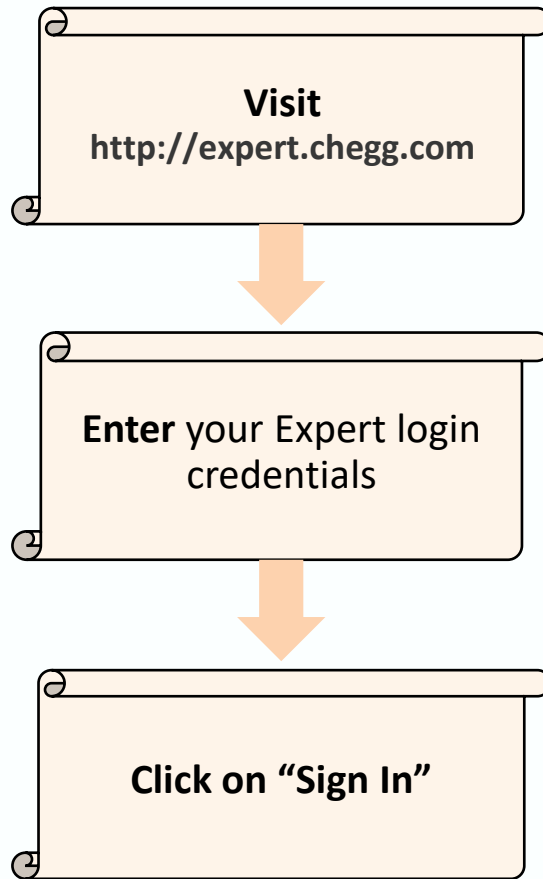 Visit
http://expert.chegg.com
Enter your Expert login
credentials
Click on “Sign In”